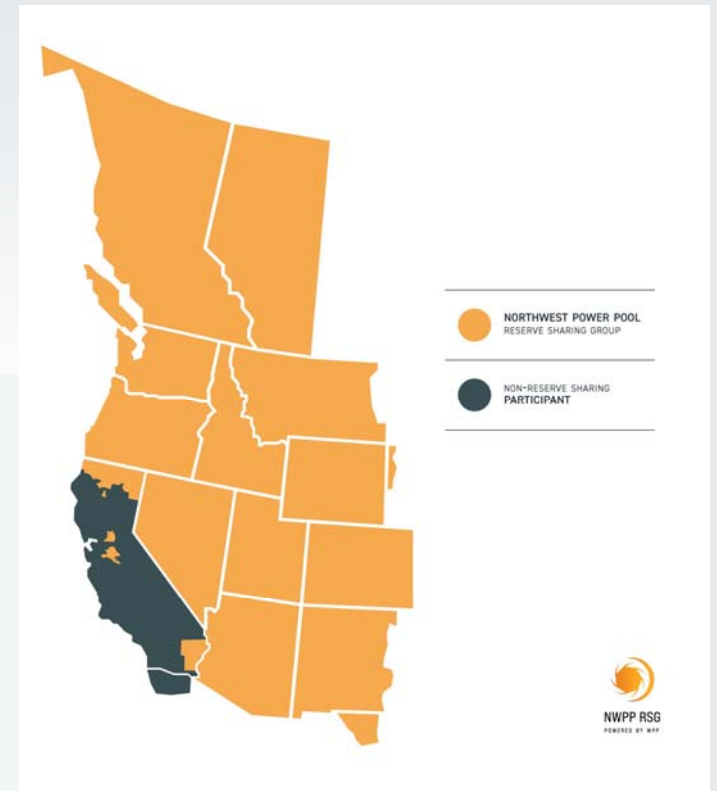 NORTHWEST POWER POOL
RESERVE SHARING GROUP
NON-RESERVE SHARING
PARTICIPANT
NWPP RSG
POWERED BY WPP